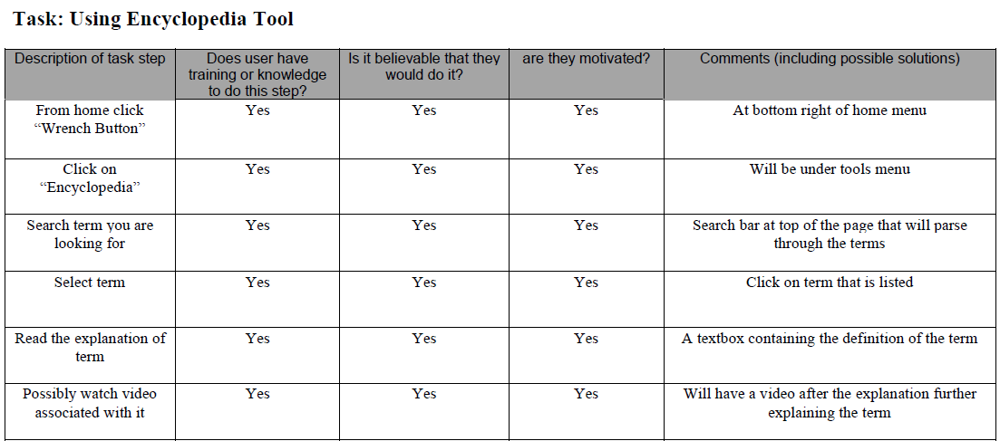 Task: Using Encyclopedia Tool
Description of task step
Does user have
training or knowledge
to do this step?
Is it believable that they
would do it?
are they motivated?
Comments (including possible solutions)
From home click
“Wrench Button”
Yes
Yes
Yes
At bottom right of home menu
Click on
“Encyclopedia”
Yes
Yes
Yes
Will be under tools menu
Search term you are
looking for
Yes
Yes
Yes
Search bar at top of the page that will parse
through the terms
Select term
Yes
Yes
Yes
Click on term that is listed
Read the explanation of
term
Yes
Yes
Yes
A textbox containing the definition of the term
Possibly watch video
associated with it
Yes
Yes
Yes
Will have a video after the explanation further
explaining the term